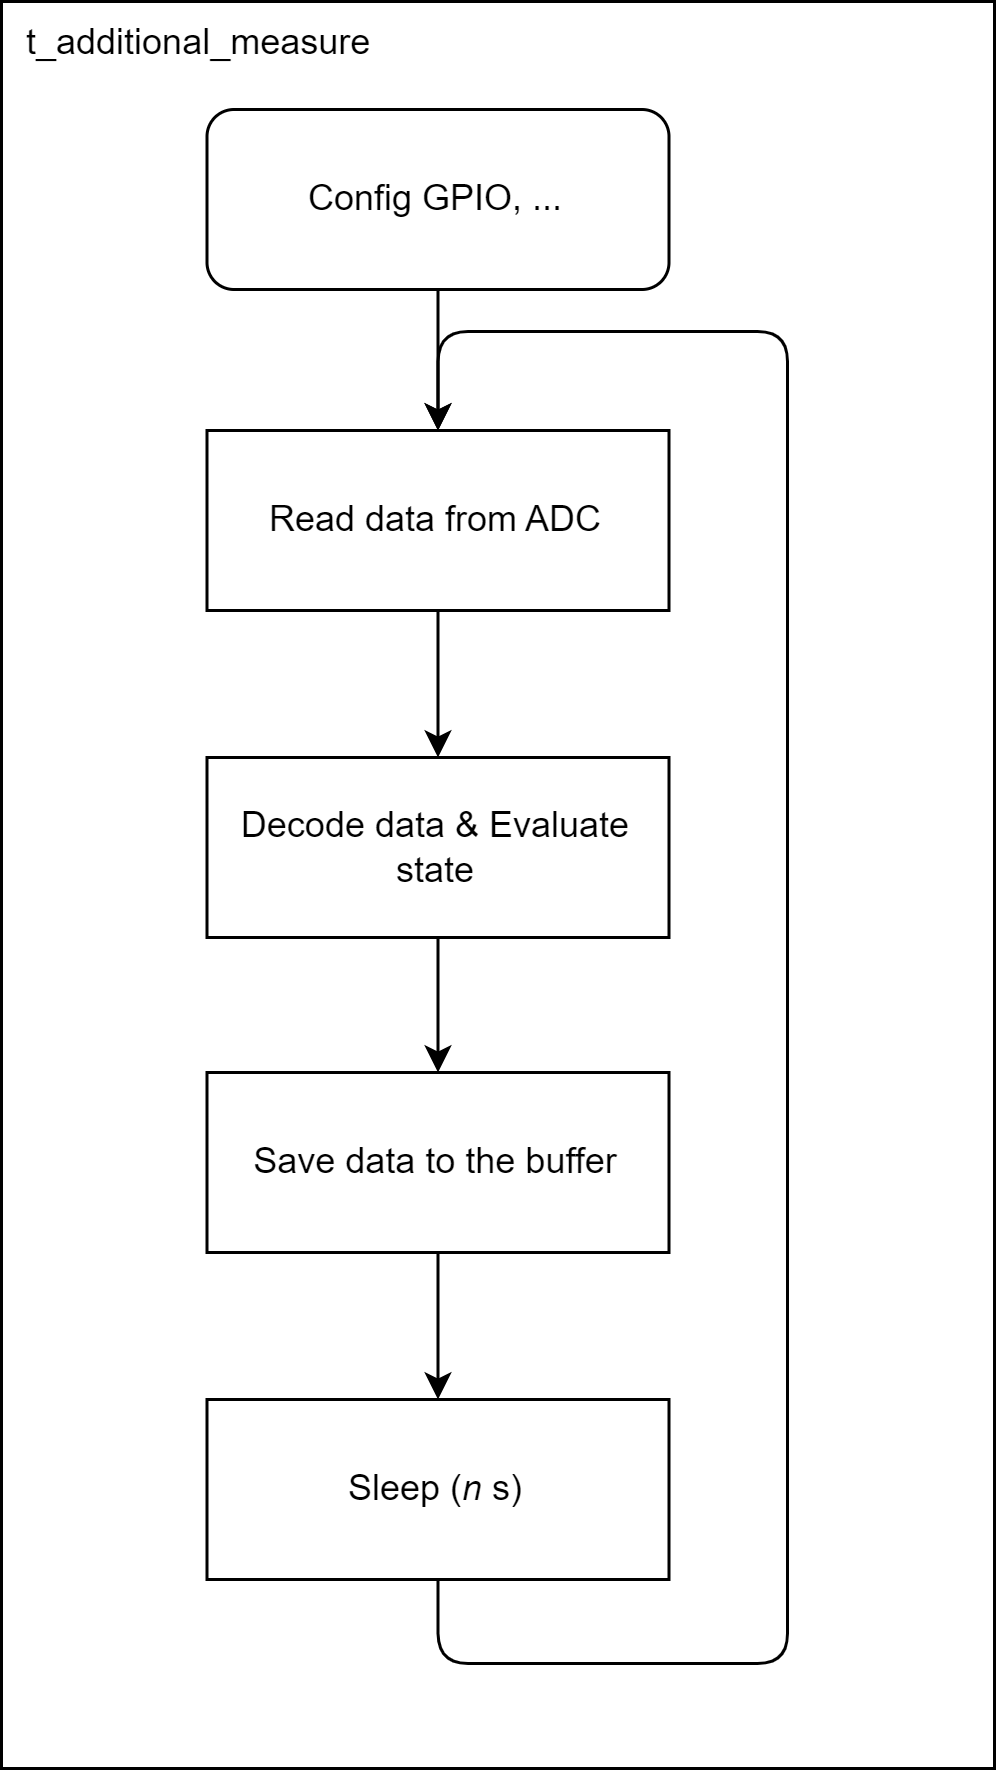 t_additional_measure
Config GPIO, ...
Read data from ADC
Decode data & Evaluate
state
Save data to the buffer
Sleep (n s)